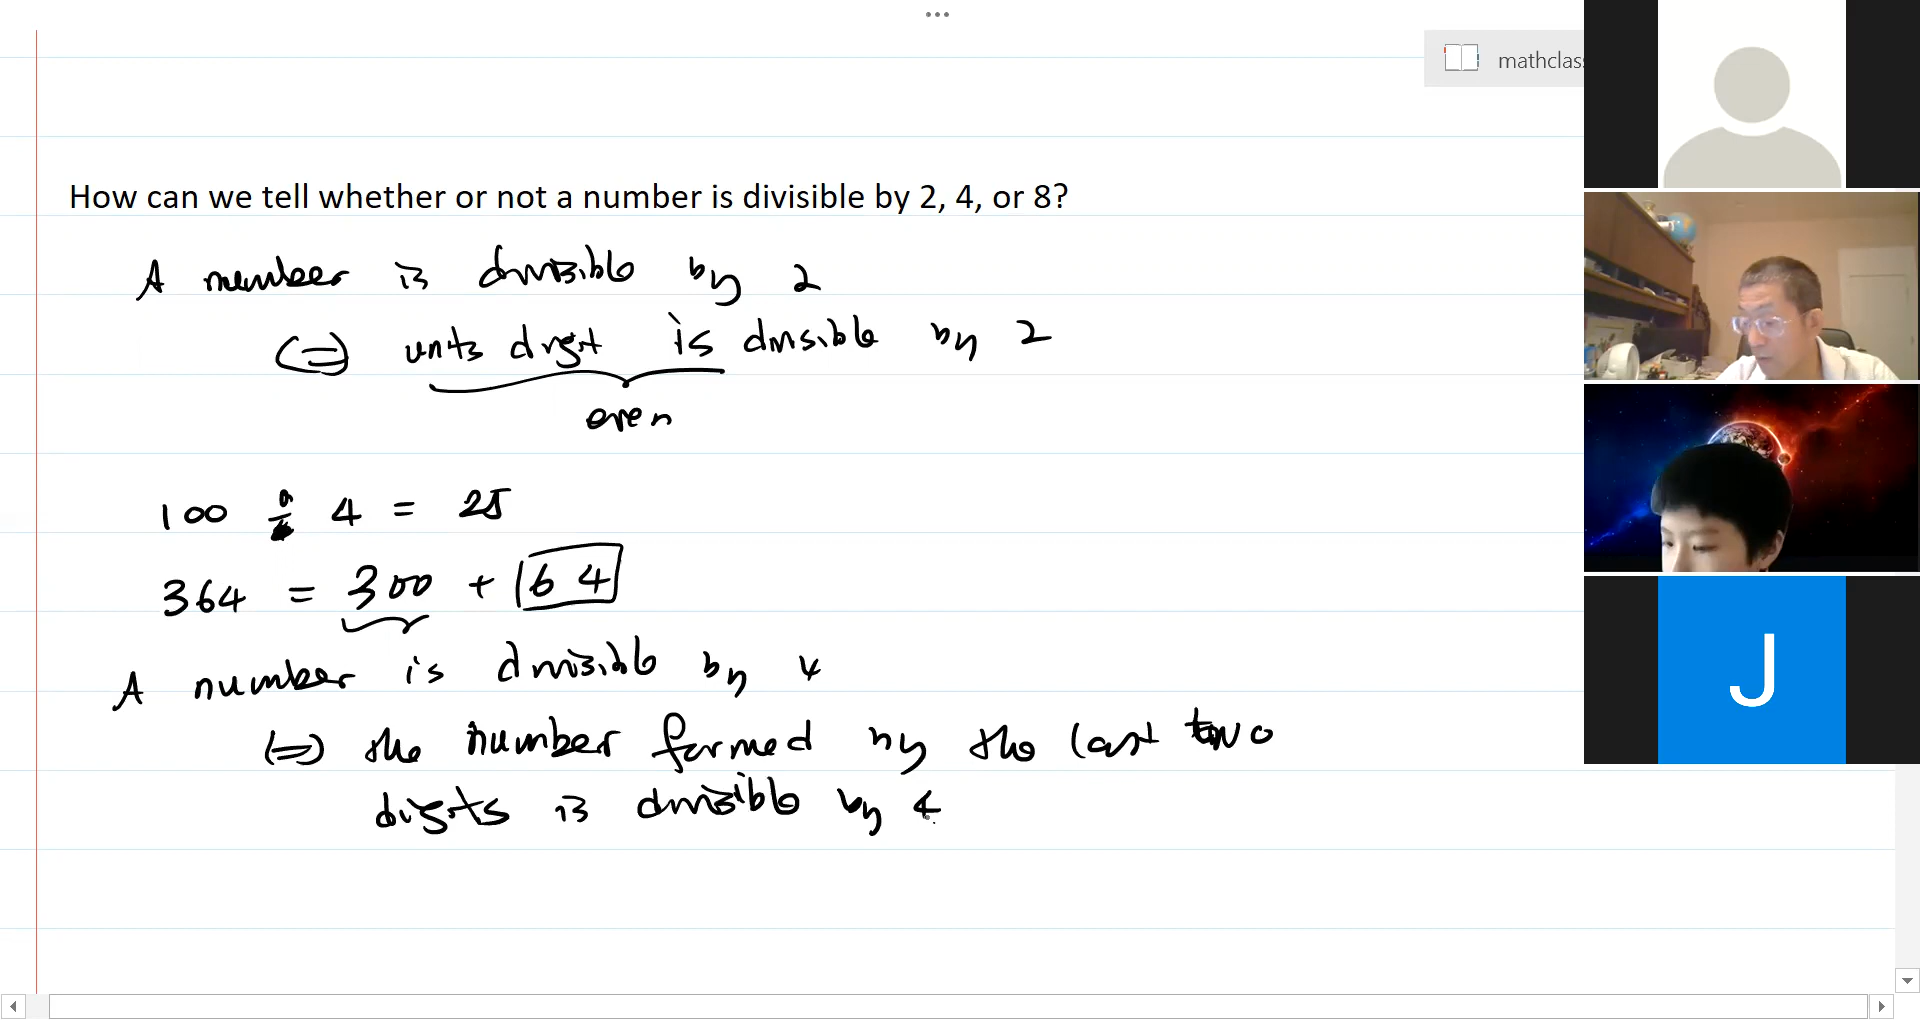 mathclass
How can we tell whether or not a number is divisible by 2, 4, or 8?
A number is divisible by 2
(=) units digit is divisible by 2
even
100 ÷ 4 = 25
364 = 300 + 64
A number is divisible by 4
(=) the number formed by the last two
digits is divisible by 4
J